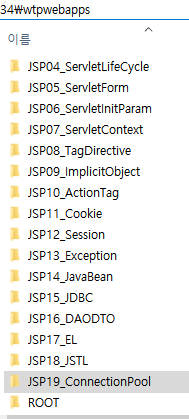 34₩wtpwebapps
이름
JSP04_ServletLifeCycle
JSP05_ServletForm
JSP06_ServletInitParam
JSP07_ServletContext
JSP08_TagDirective
JSP09_ImplicitObject
JSP10_ActionTag
JSP11_Cookie
JSP12_Session
JSP13_Exception
JSP14_JavaBean
JSP15_JDBC
JSP16_DAODTO
JSP17_EL
JSP18_JSTL
JSP19_ConnectionPool
ROOT